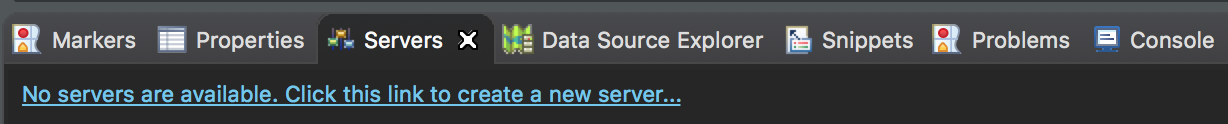 Markers Properties Servers Data Source Explorer Snippets Problems Console
No servers are available. Click this link to create a new server...